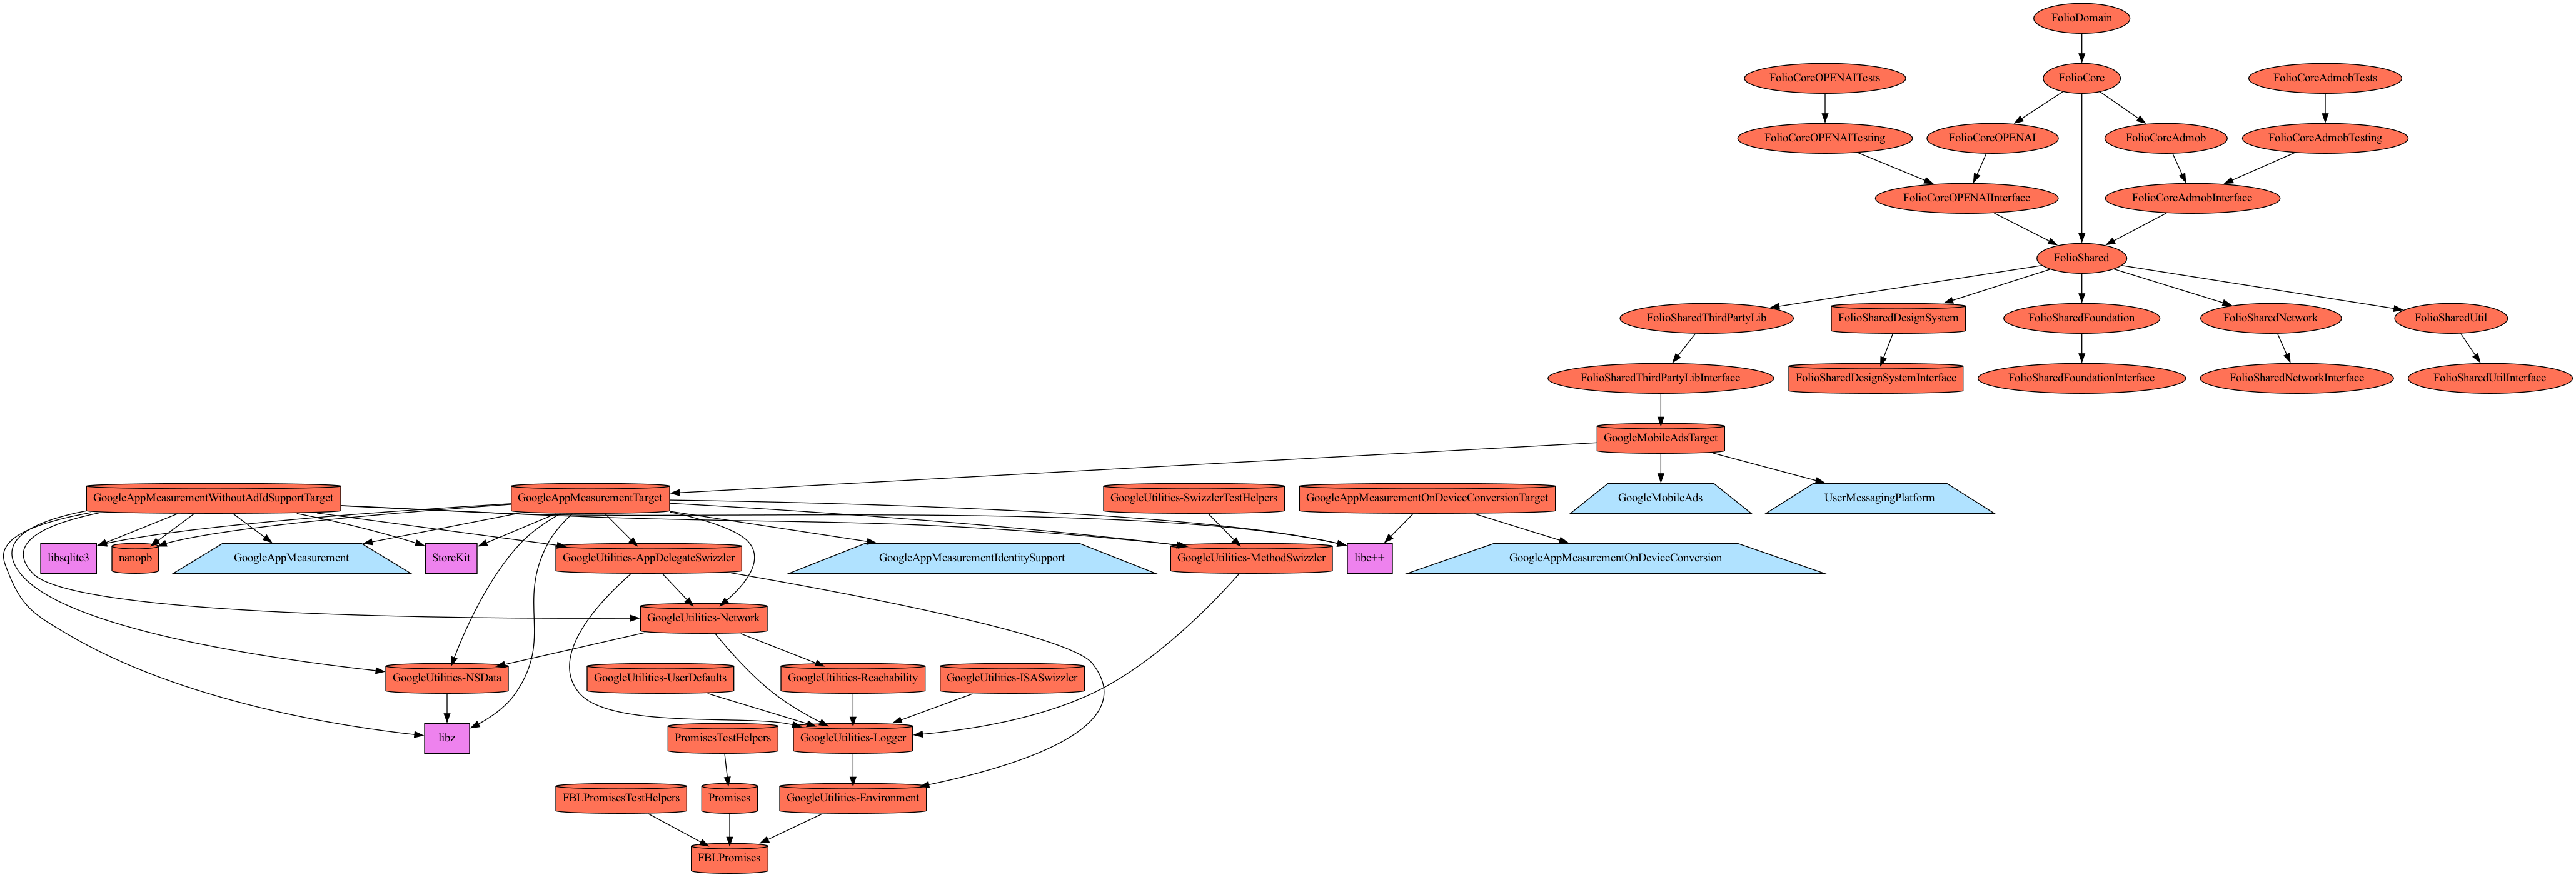 FolioDomain
FolioCoreOPENAITests
FolioCore
FolioCoreAdmobTests
FolioCoreOPENAITesting
FolioCoreOPENAI
FolioCoreAdmob
FolioCoreAdmobTesting
FolioCoreOPENAIInterface
FolioCoreAdmobInterface
FolioShared
FolioSharedThirdPartyLib
FolioSharedDesignSystem
FolioSharedFoundation
FolioSharedNetwork
FolioSharedUtil
FolioSharedThirdPartyLibInterface
FolioSharedDesignSystemInterface
FolioSharedFoundationInterface
FolioSharedNetworkInterface
FolioSharedUtilInterface
GoogleMobileAdsTarget
GoogleAppMeasurementWithoutAdIdSupportTarget
GoogleAppMeasurementTarget
GoogleUtilities-SwizzlerTestHelpers
GoogleAppMeasurementOnDeviceConversionTarget
GoogleMobileAds
UserMessagingPlatform
libsqlite3
nanopb
GoogleAppMeasurement
StoreKit
GoogleUtilities-AppDelegateSwizzler
GoogleAppMeasurementIdentitySupport
GoogleUtilities-MethodSwizzler
libc++
GoogleAppMeasurementOnDeviceConversion
GoogleUtilities-Network
GoogleUtilities-NSData
GoogleUtilities-UserDefaults
GoogleUtilities-Reachability
GoogleUtilities-ISASwizzler
libz
PromisesTestHelpers
GoogleUtilities-Logger
FBLPromisesTestHelpers
Promises
GoogleUtilities-Environment
FBLPromises